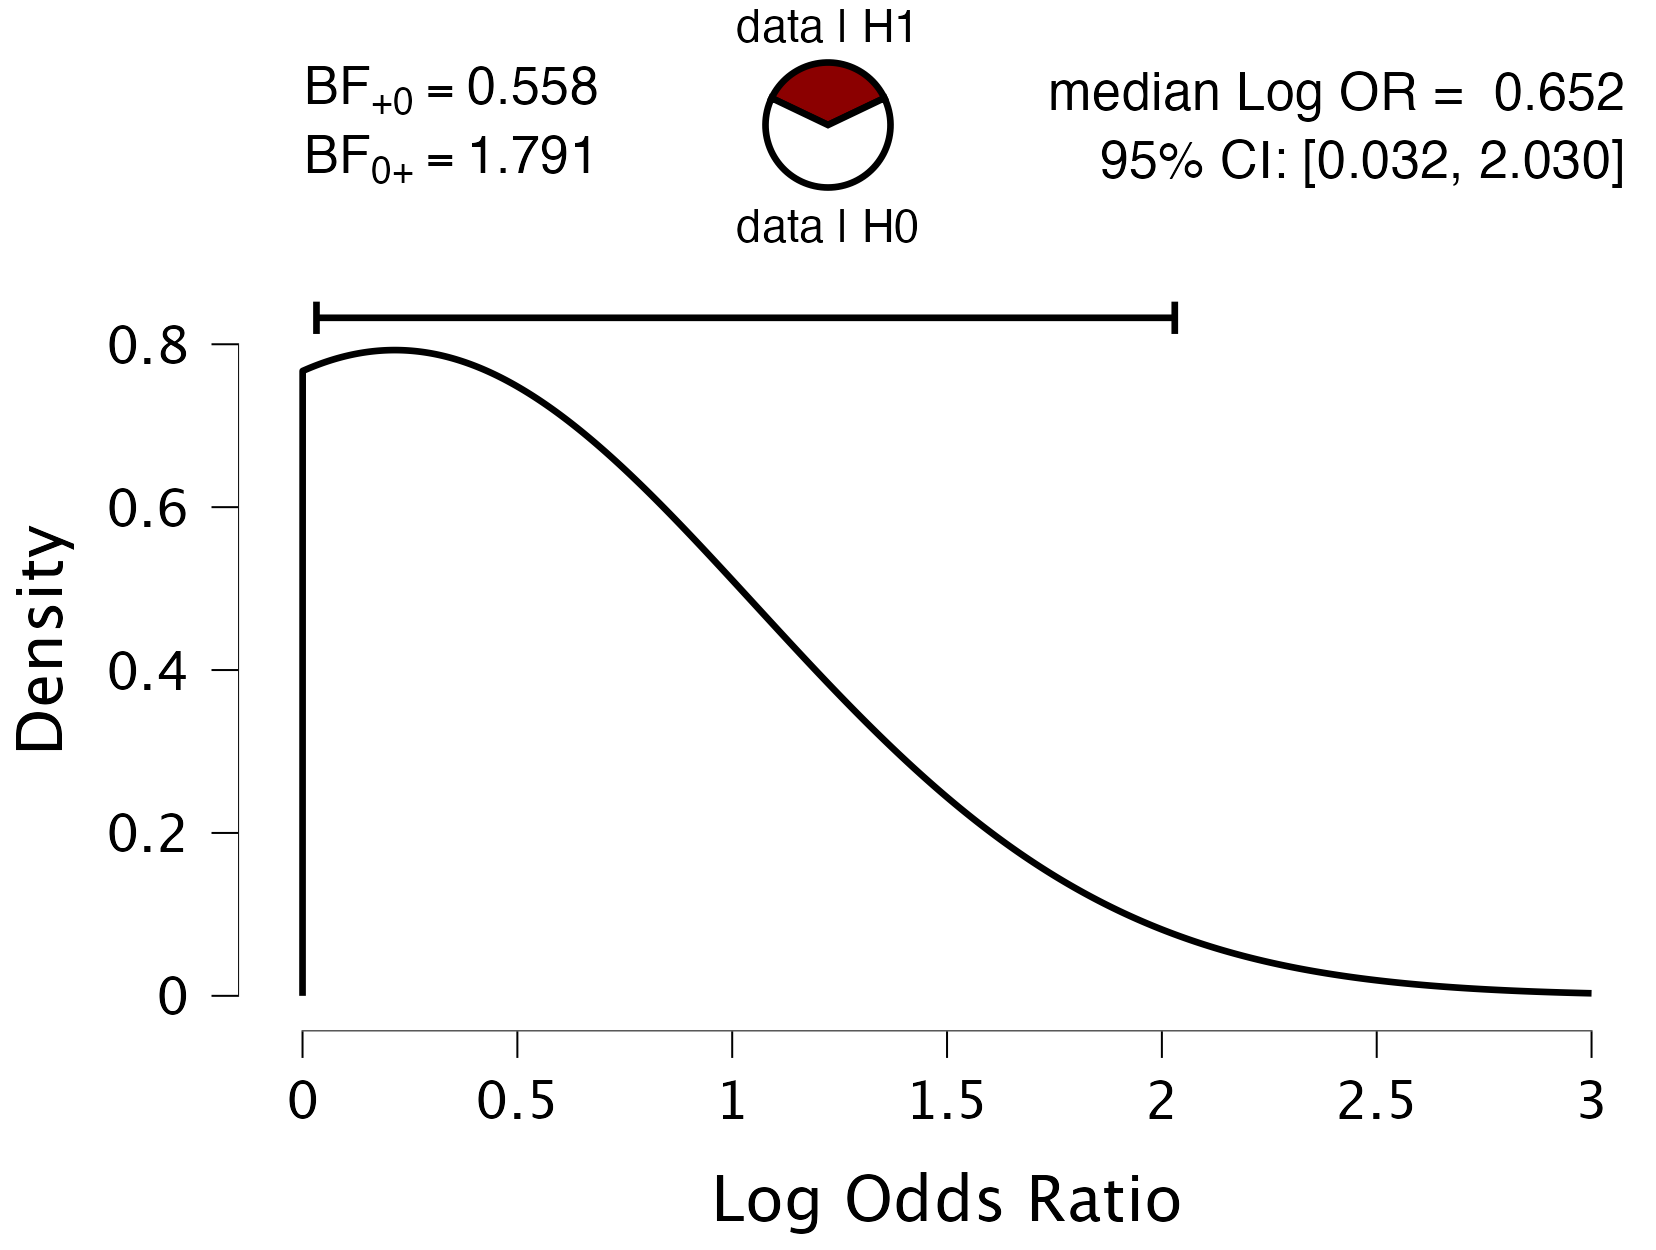 data | H1
BF+0 = 0.558
BF0+ = 1.791
median Log OR = 0.652
95% CI: [0.032, 2.030]
data | H0
0.8
0.6
0.4
0.2
0
Density
0 0.5 1 1.5 2 2.5 3
Log Odds Ratio